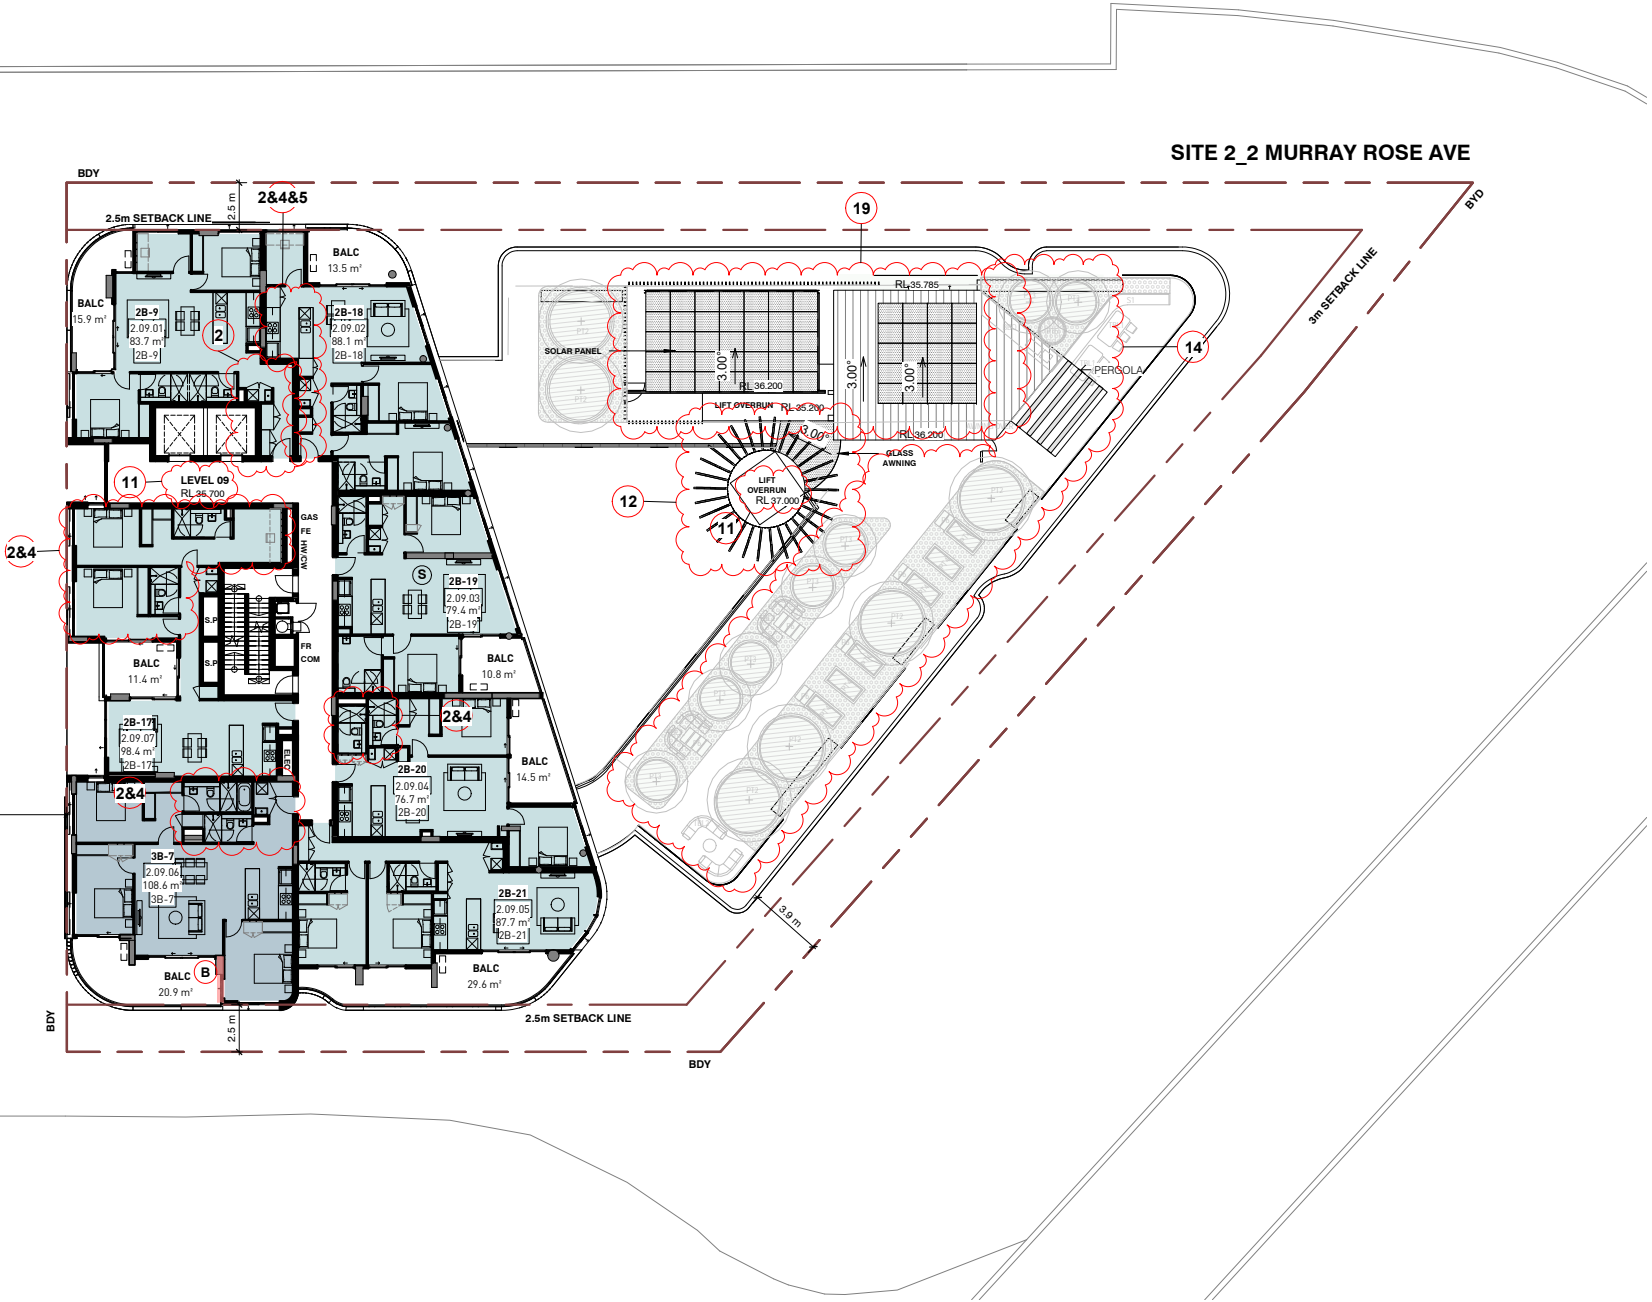 SITE 2_2 MURRAY ROSE AVE
BDY
BYD
2.5 m
2&4&5
2.5m SETBACK LINE
19
3m SETBACK LINE
BALC
13.5 m²
BALC
15.9 m²
2B-9
2.09.01
83.7 m²
2B-9
2
2B-18
2.09.02
88.1 m²
2B-18
RL 35.785
SOLAR PANEL
3.00°
3.00°
3.00°
RL 36.200
LIFT OVERRUN
RL 35.200
14
PERGOLA
3.00°
RL 36.200
GLASS
AWNING
11
LEVEL 09
RL 35.700
12
LIFT
OVERRUN
RL 37.000
11
GAS
FE
HW/CW
2&4
S
2B-19
2.09.03
79.4 m²
2B-19
S.P
S.P
FR
COM
BALC
11.4 m²
BALC
10.8 m²
2&4
2B-17
2.09.07
98.4 m²
2B-17
ELEC
BALC
14.5 m²
2B-20
2.09.04
76.7 m²
2B-20
2&4
3B-7
2.09.06
108.6 m²
3B-7
2B-21
2.09.05
87.7 m²
2B-21
3.9 m
BALC
20.9 m²
B
BALC
29.6 m²
BDY
2.5 m
2.5m SETBACK LINE
BDY